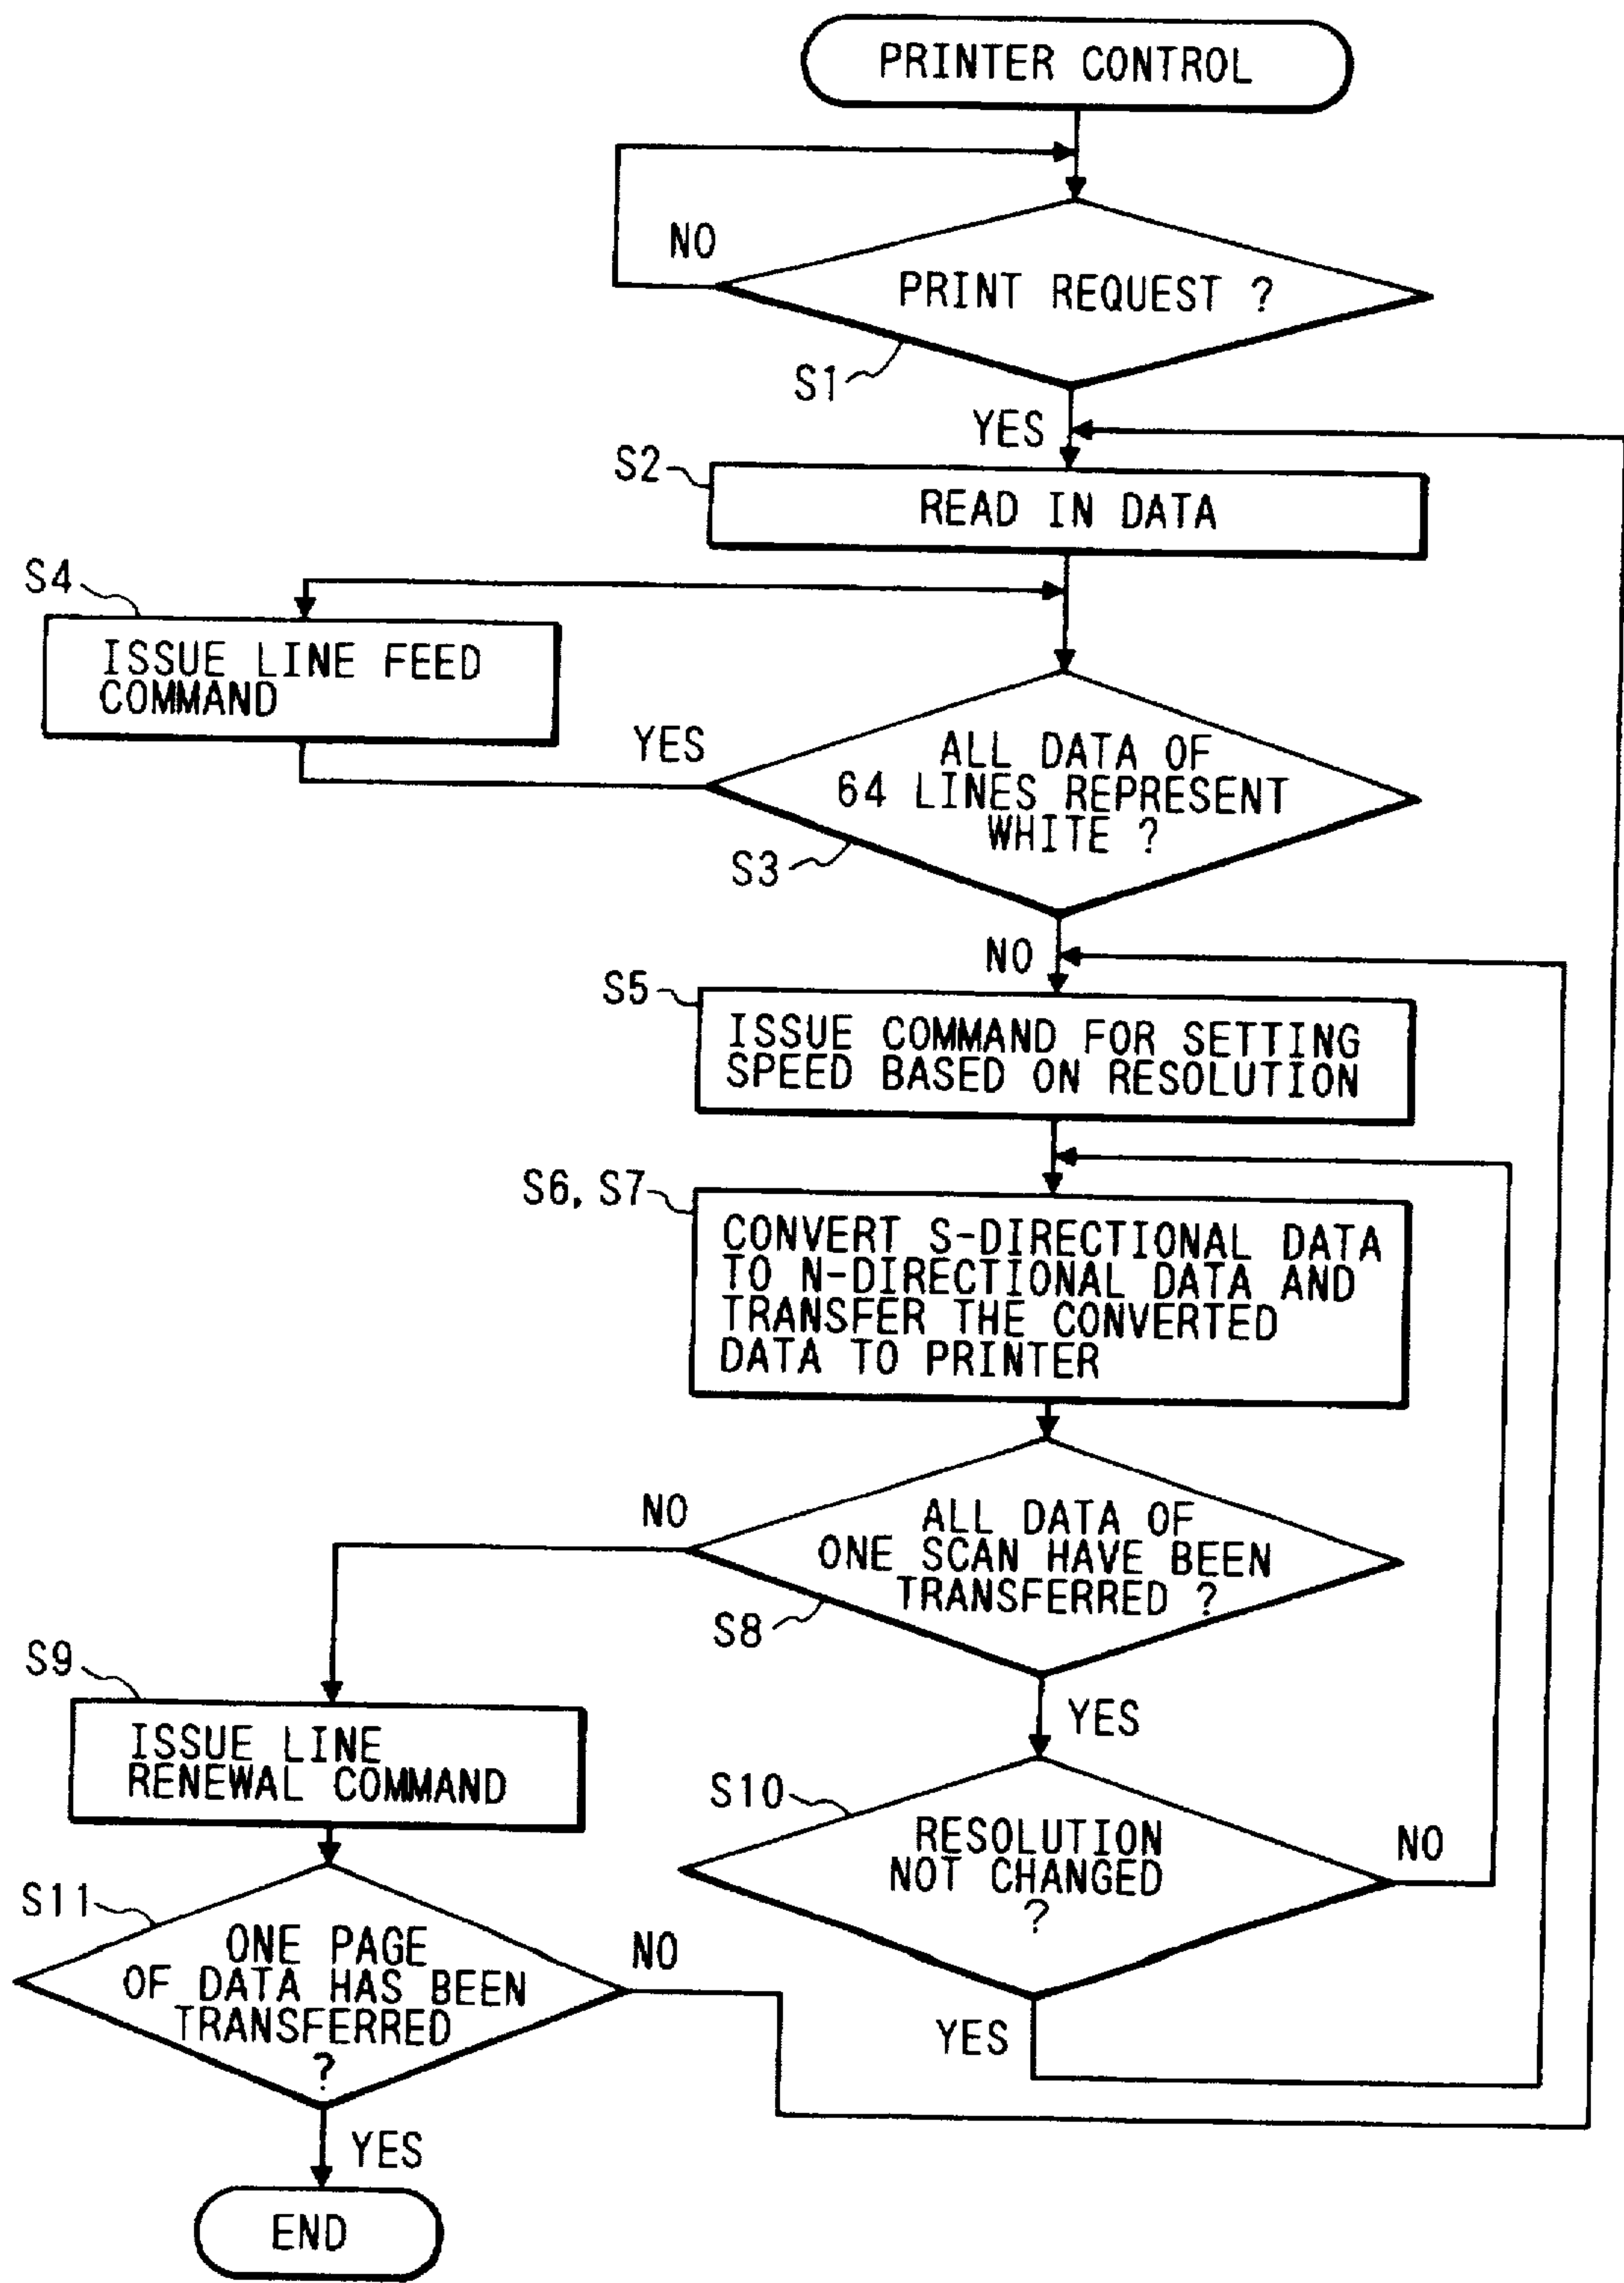 PRINTER CONTROL
NO
PRINT REQUEST ?
S1
YES
S2
READ IN DATA
S4
ISSUE LINE FEED
COMMAND
YES
ALL DATA OF
64 LINES REPRESENT
WHITE ?
S3
NO
S5
ISSUE COMMAND FOR SETTING
SPEED BASED ON RESOLUTION
S6, S7
CONVERT S-DIRECTIONAL DATA
TO N-DIRECTIONAL DATA AND
TRANSFER THE CONVERTED
DATA TO PRINTER
NO
ALL DATA OF
ONE SCAN HAVE BEEN
TRANSFERRED ?
S8
S9
YES
ISSUE LINE
RENEWAL COMMAND
S10
RESOLUTION
NOT CHANGED
?
NO
S11
ONE PAGE
OF DATA HAS BEEN
TRANSFERRED
?
NO
YES
YES
END